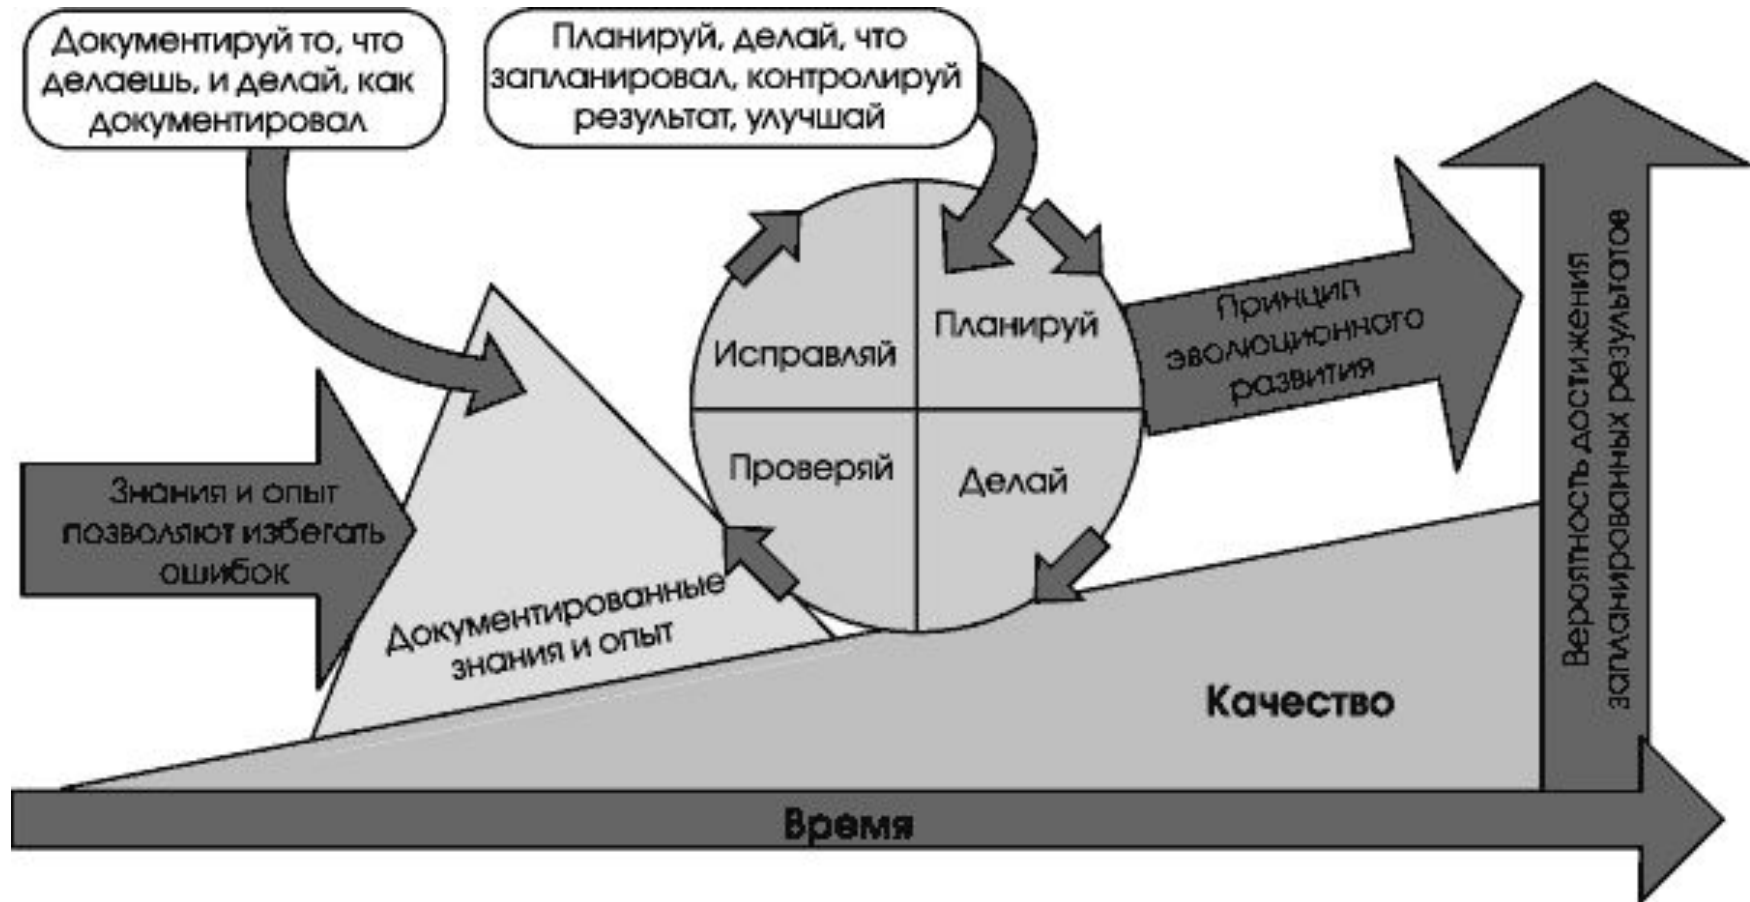 Документируй то, что
делаешь, и делай, как
документировал
Планируй, делай, что
запланировал, контролируй
результат, улучшай
Исправляй
Планируй
Проверяй
Делай
Принцип
эволюционного
развития
Знания и опыт
позволяют избегать
ошибок
Документированные
знания и опыт
Качество
Вероятность достижения
запланированных результатов
Время